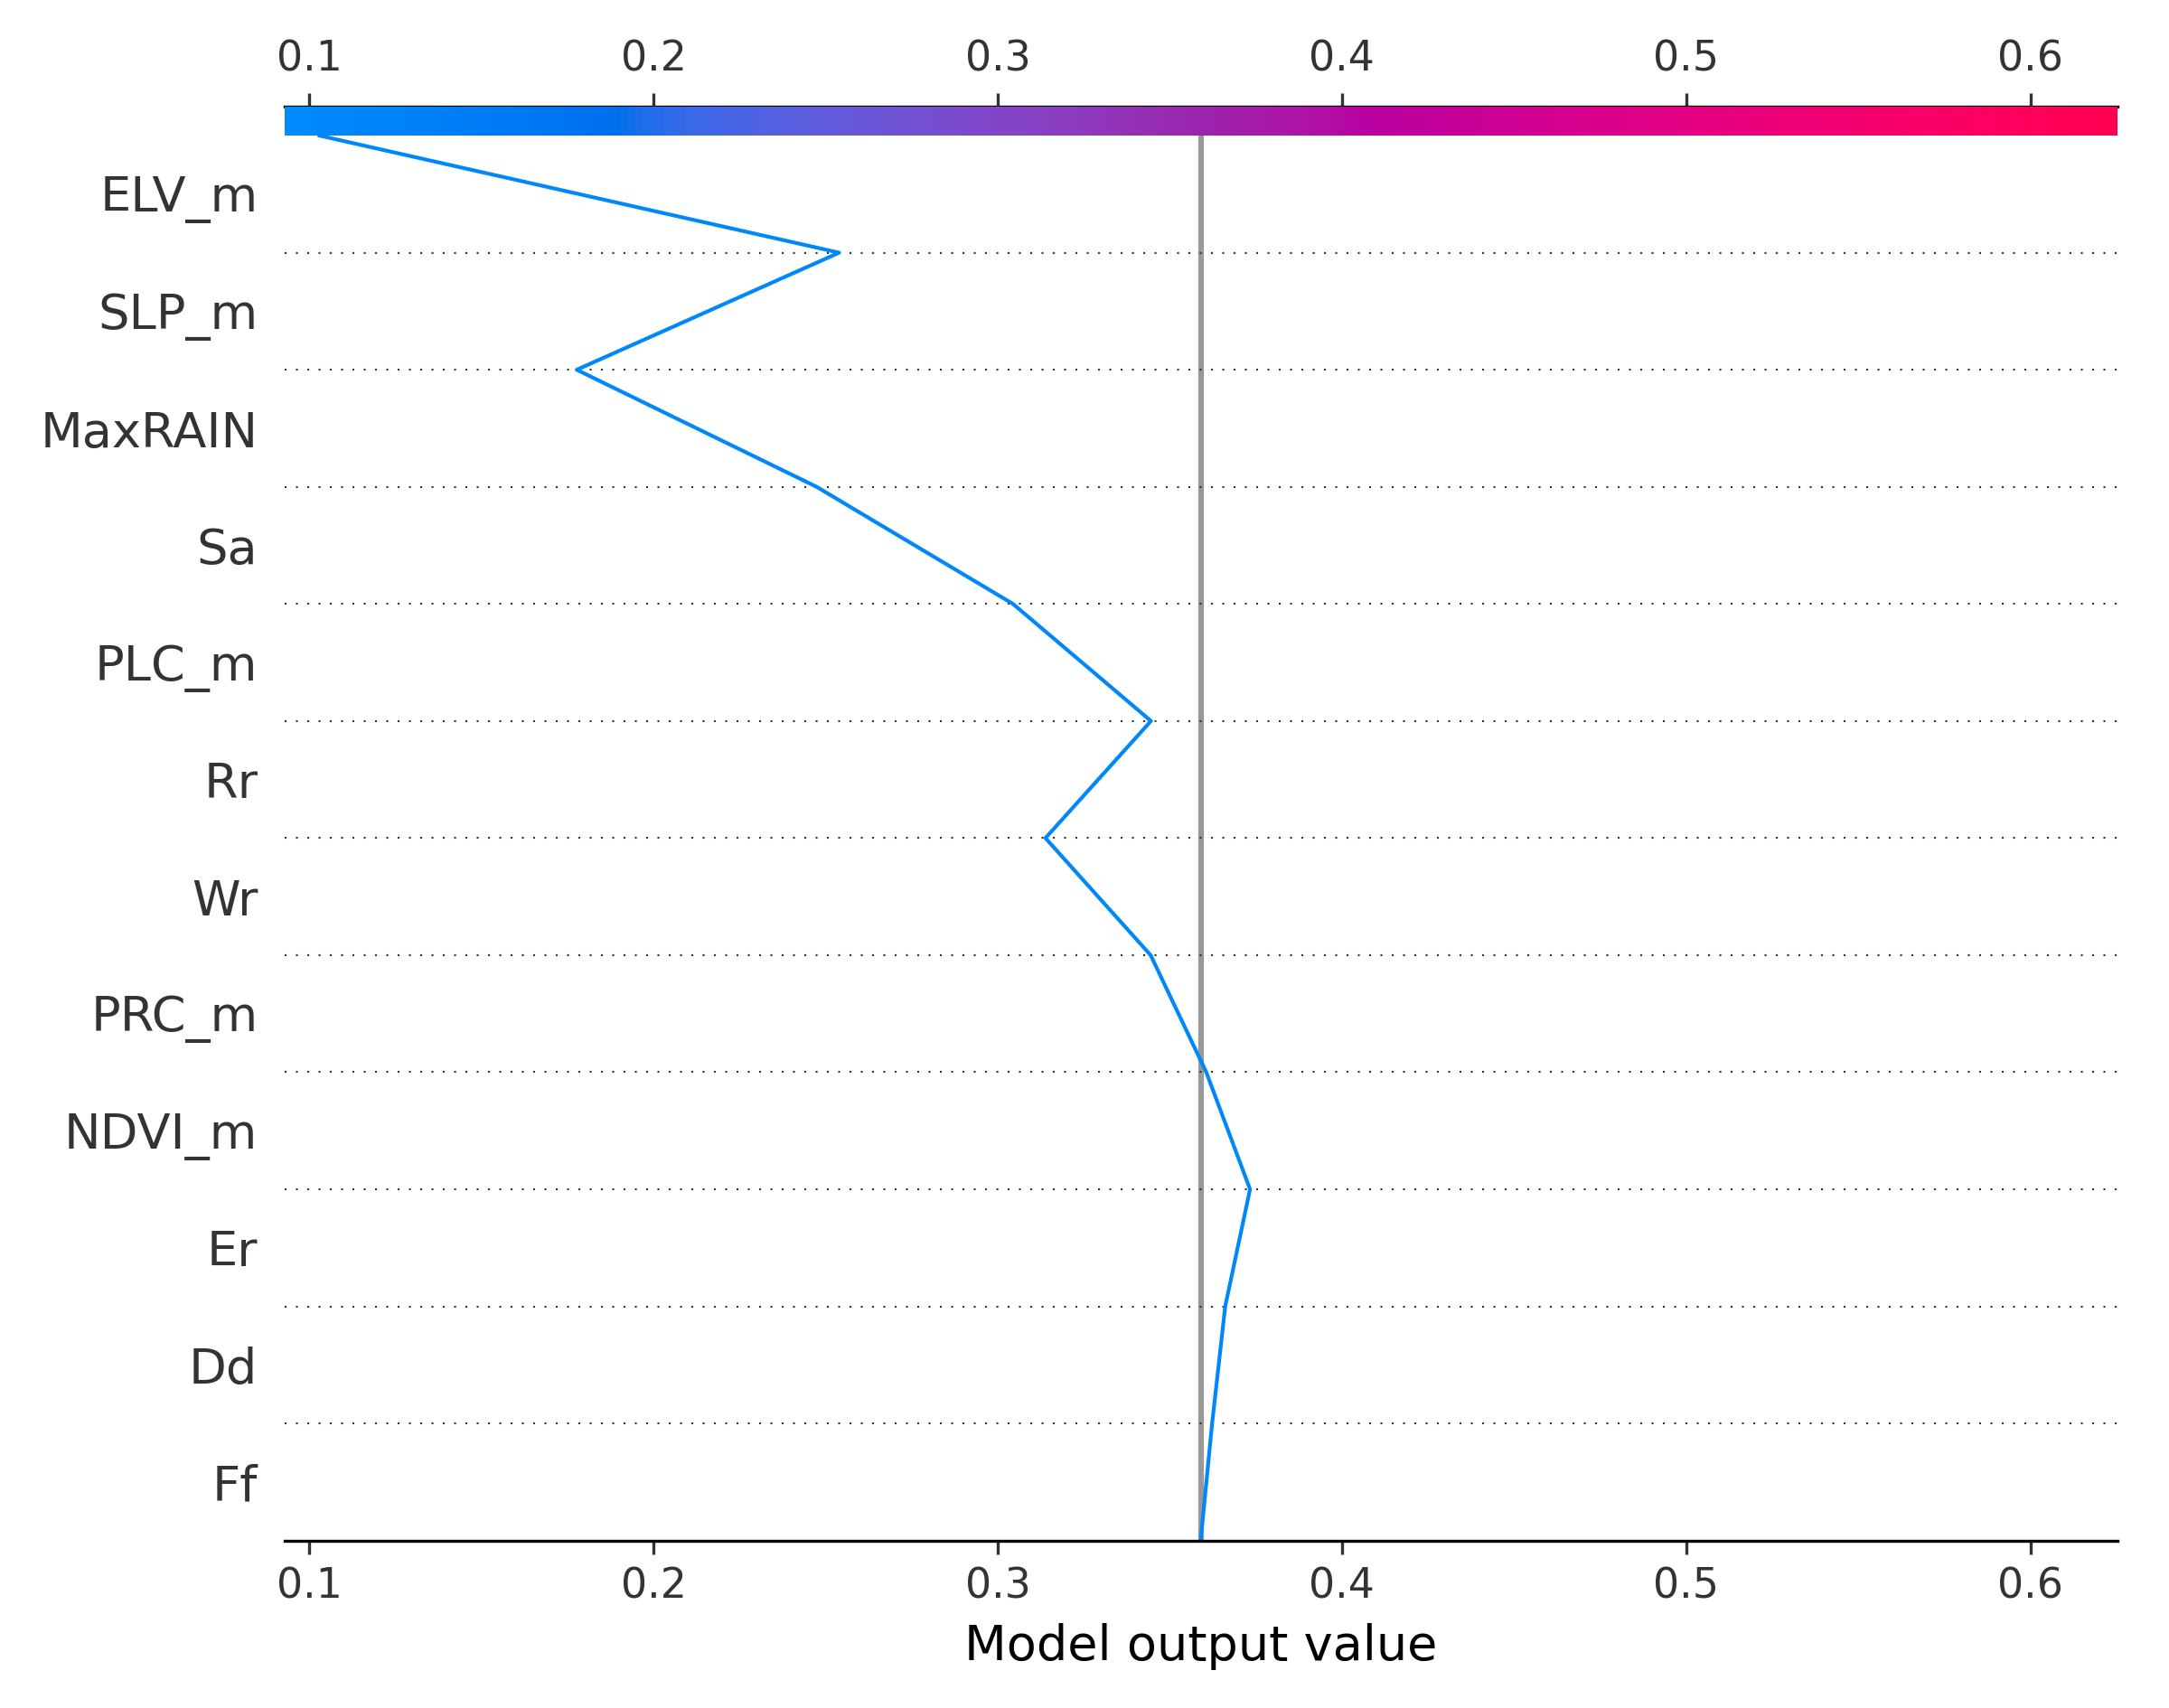 0.1 0.2 0.3 0.4 0.5 0.6
ELV_m
SLP_m
MaxRAIN
Sa
PLC_m
Rr
Wr
PRC_m
NDVI_m
Er
Dd
Ff
0.1 0.2 0.3 0.4 0.5 0.6
Model output value